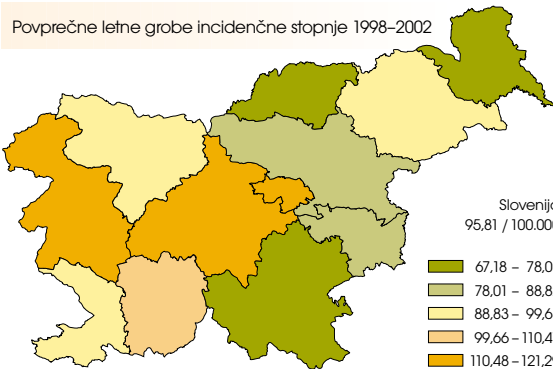 Povprečne letne grobe incidenčne stopnje 1998–2002
Slovenija
95,81 / 100.000
67,18 – 78,0
78,01 – 88,8
88,83 – 99,6
99,66 – 110,4
110,48 –121,29